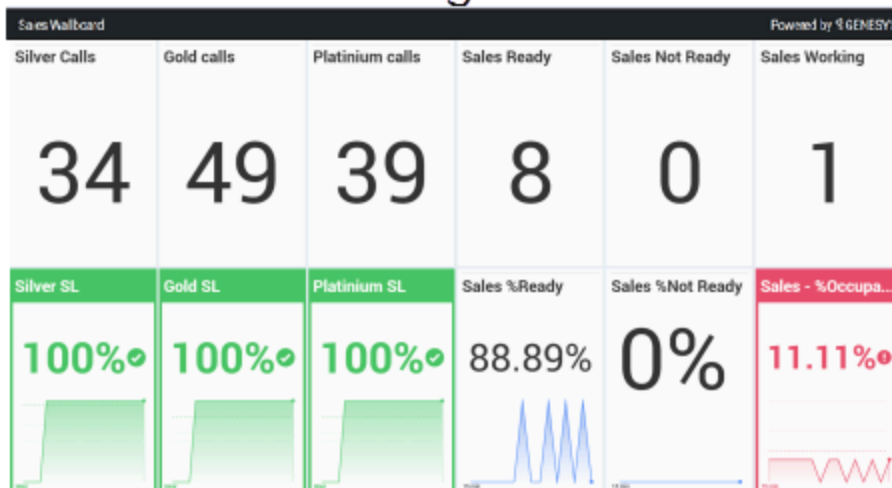 Sales Wallboard Powered by GENESYS
Silver Calls Gold calls Platinium calls Sales Ready Sales Not Ready Sales Working
34 49 39 8 0 1
Silver SL Gold SL Platinium SL Sales %Ready Sales %Not Ready Sales - %Occupa...
100% 100% 100% 88.89% 0% 11.11%